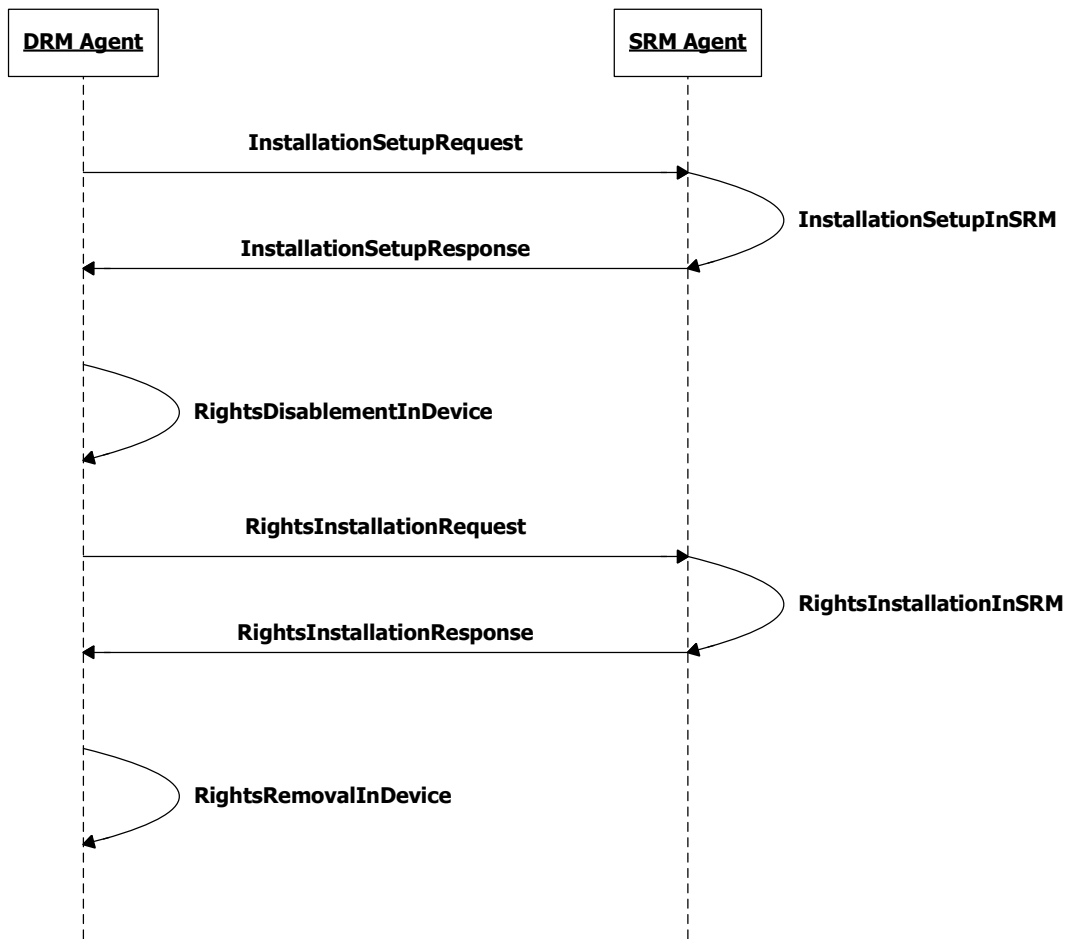 DRM Agent
SRM Agent
InstallationSetupRequest
InstallationSetupInSRM
InstallationSetupResponse
RightsDisablementInDevice
RightsInstallationRequest
RightsInstallationInSRM
RightsInstallationResponse
RightsRemovalInDevice